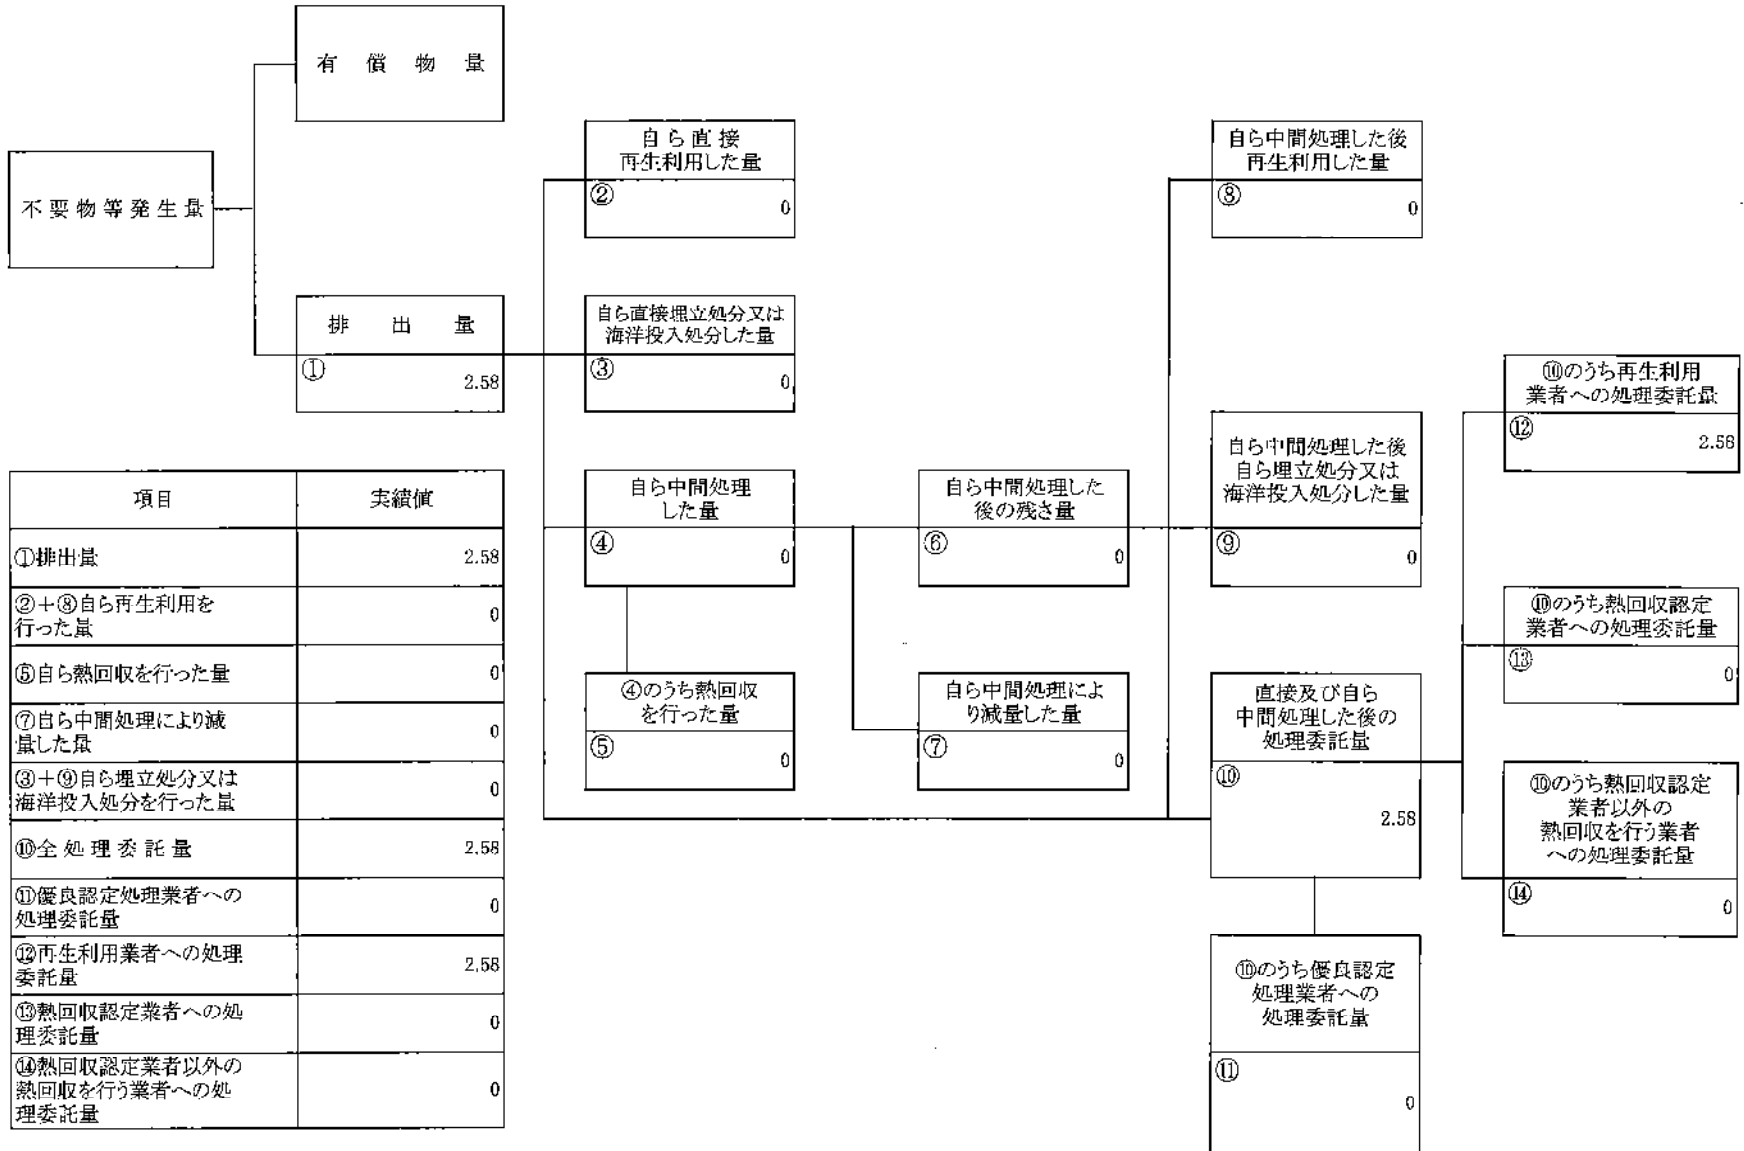 有償物量
不要物等発生量
排出量
①
2.58
自ら直接
再生利用した量
②
0
自ら直接埋立処分又は
海洋投入処分した量
③
0
自ら中間処理
した量
④
0
④のうち熱回収
を行った量
⑤
0
自ら中間処理した
後の残さ量
⑥
0
自ら中間処理によ
り減量した量
⑦
0
自ら中間処理した後
再生利用した量
⑧
0
自ら中間処理した後
自ら埋立処分又は
海洋投入処分した量
⑨
0
直接及び自ら
中間処理した後の
処理委託量
⑩
2.58
⑩のうち優良認定
処理業者への
処理委託量
⑪
0
⑩のうち再生利用
業者への処理委託量
⑫
2.58
⑩のうち熱回収認定
業者への処理委託量
⑬
0
⑩のうち熱回収認定
業者以外の
熱回収を行う業者
への処理委託量
⑭
0
項目 実績値
①排出量 2.58
②+⑧自ら再生利用を
行った量 0
⑤自ら熱回収を行った量 0
⑦自ら中間処理により減
量した量 0
③+⑨自ら埋立処分又は
海洋投入処分を行った量 0
⑩全処理委託量 2.58
⑪優良認定処理業者への
処理委託量 0
⑫再生利用業者への処理
委託量 2.58
⑬熱回収認定業者への処
理委託量 0
⑭熱回収認定業者以外の
熱回収を行う業者への処
理委託量 0